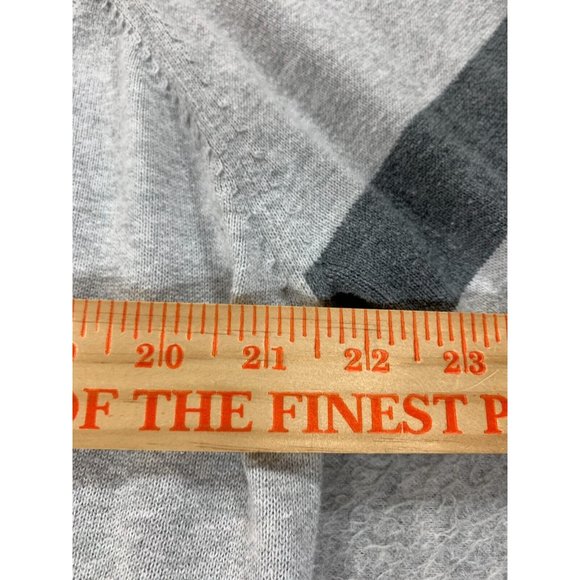 20 21 22 23
OF THE FINEST